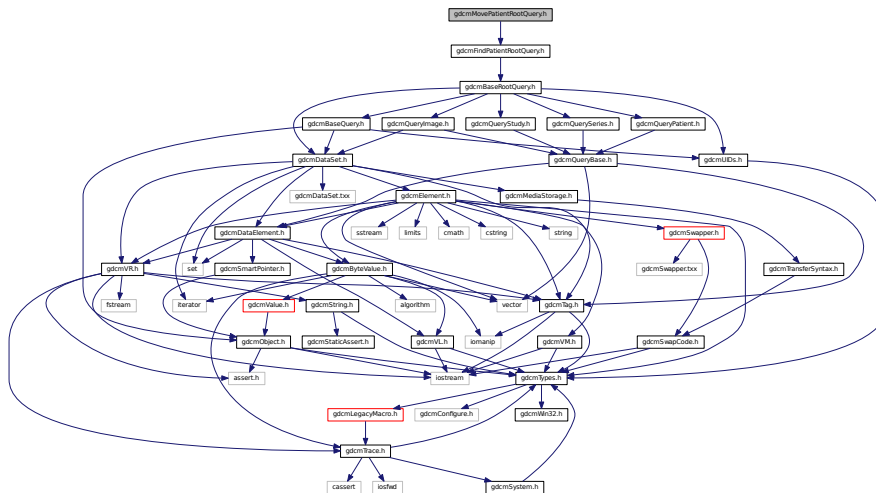 gdcmMovePatientRootQuery.h
gdcmFindPatientRootQuery.h
gdcmBaseRootQuery.h
gdcmBaseQuery.h
gdcmQueryImage.h
gdcmQueryStudy.h
gdcmQuerySeries.h
gdcmQueryPatient.h
gdcmDataSet.h
gdcmQueryBase.h
gdcmUIDs.h
gdcmDataSet.txx
gdcmElement.h
gdcmMediaStorage.h
gdcmDataElement.h
sstream
limits
cmath
cstring
string
gdcmSwapper.h
gdcmVR.h
set
gdcmSmartPointer.h
gdcmByteValue.h
gdcmSwapper.txx
gdcmTransferSyntax.h
fstream
iterator
gdcmValue.h
gdcmString.h
algorithm
vector
gdcmTag.h
gdcmObject.h
gdcmStaticAssert.h
gdcmVL.h
iomanip
gdcmVM.h
gdcmSwapCode.h
assert.h
iostream
gdcmTypes.h
gdcmLegacyMacro.h
gdcmConfigure.h
gdcmWin32.h
gdcmTrace.h
cassert
iosfwd
gdcmSystem.h